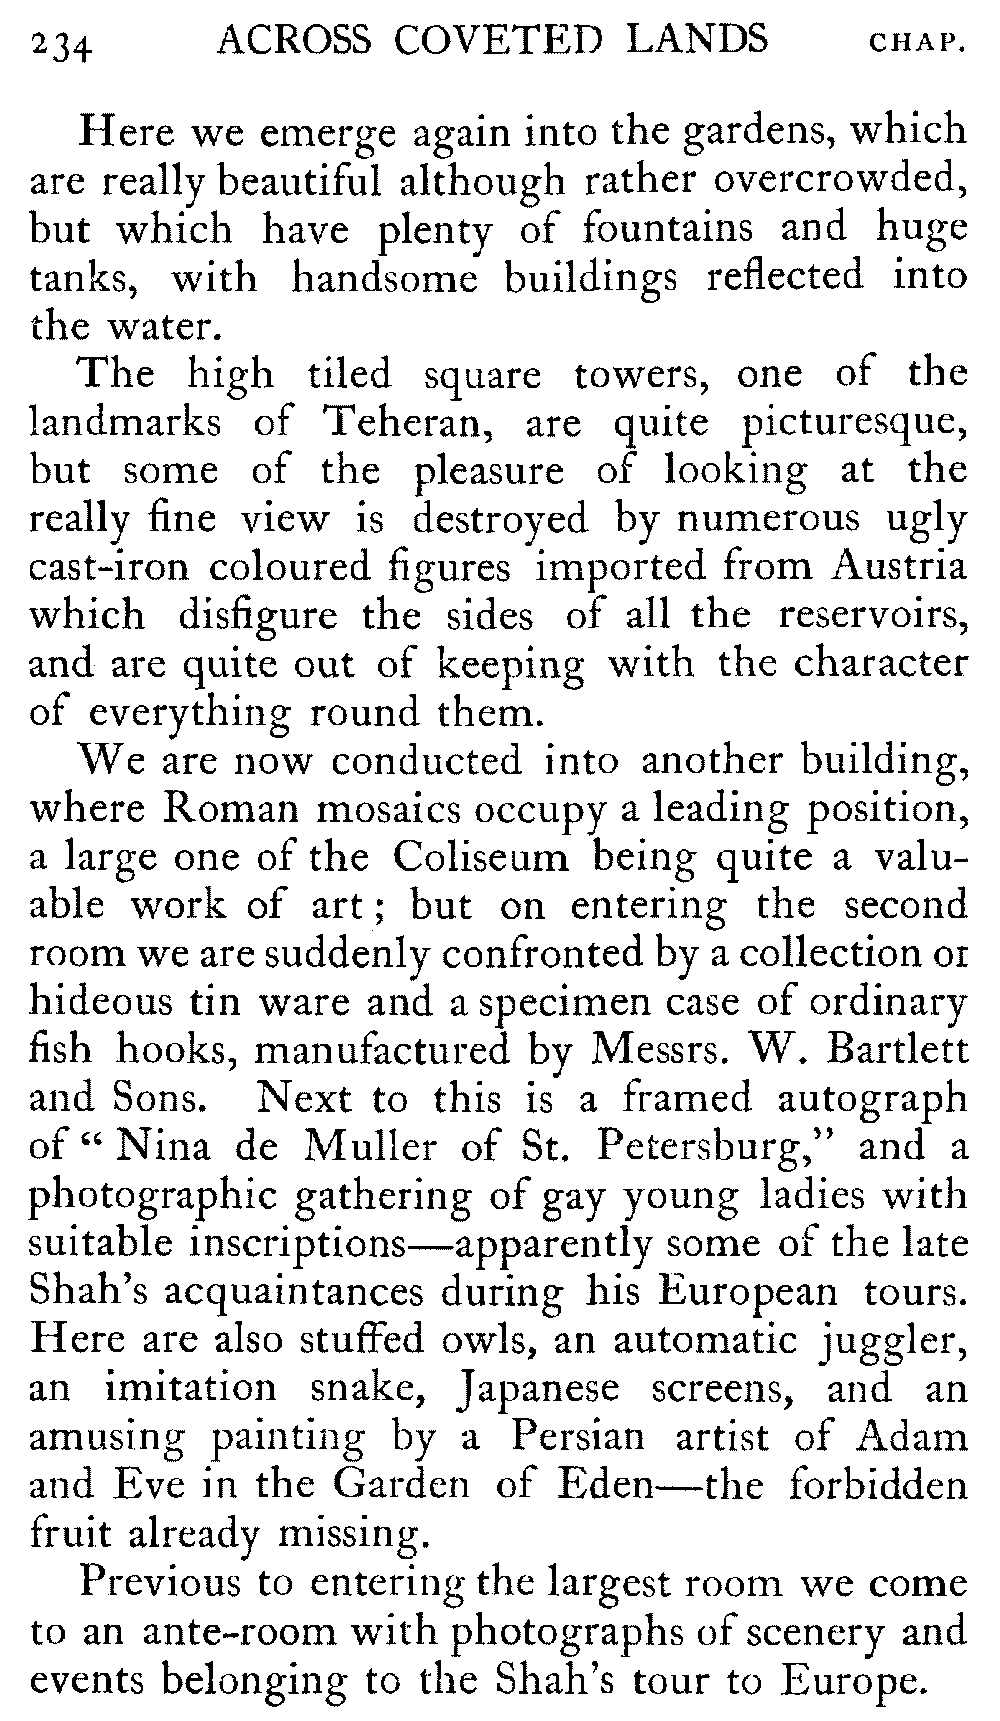 234 ACROSS COVETED LANDS CHAP.
Here we emerge again into the gardens, which
are really beautiful although rather overcrowded,
but which have plenty of fountains and huge
tanks, with handsome buildings reflected into
the water.
The high tiled square towers, one of the
landmarks of Teheran, are quite picturesque,
but some of the pleasure of looking at the
really fine view is destroyed by numerous ugly
cast-iron coloured figures imported from Austria
which disfigure the sides of all the reservoirs,
and are quite out of keeping with the character
of everything round them.
We are now conducted into another building,
where Roman mosaics occupy a leading position,
a large one of the Coliseum being quite a valu-
able work of art ; but on entering the second
room we are suddenly confronted by a collection of
hideous tin ware and a specimen case of ordinary
fish hooks, manufactured by Messrs. W. Bartlett
and Sons. Next to this is a framed autograph
of “ Nina de Muller of St. Petersburg,” and a
photographic gathering of gay young ladies with
suitable inscriptions—apparently some of the late
Shah’s acquaintances during his European tours.
Here are also stuffed owls, an automatic juggler,
an imitation snake, Japanese screens, and an
amusing painting by a Persian artist of Adam
and Eve in the Garden of Eden—the forbidden
fruit already missing.
Previous to entering the largest room we come
to an ante-room with photographs of scenery and
events belonging to the Shah’s tour to Europe.